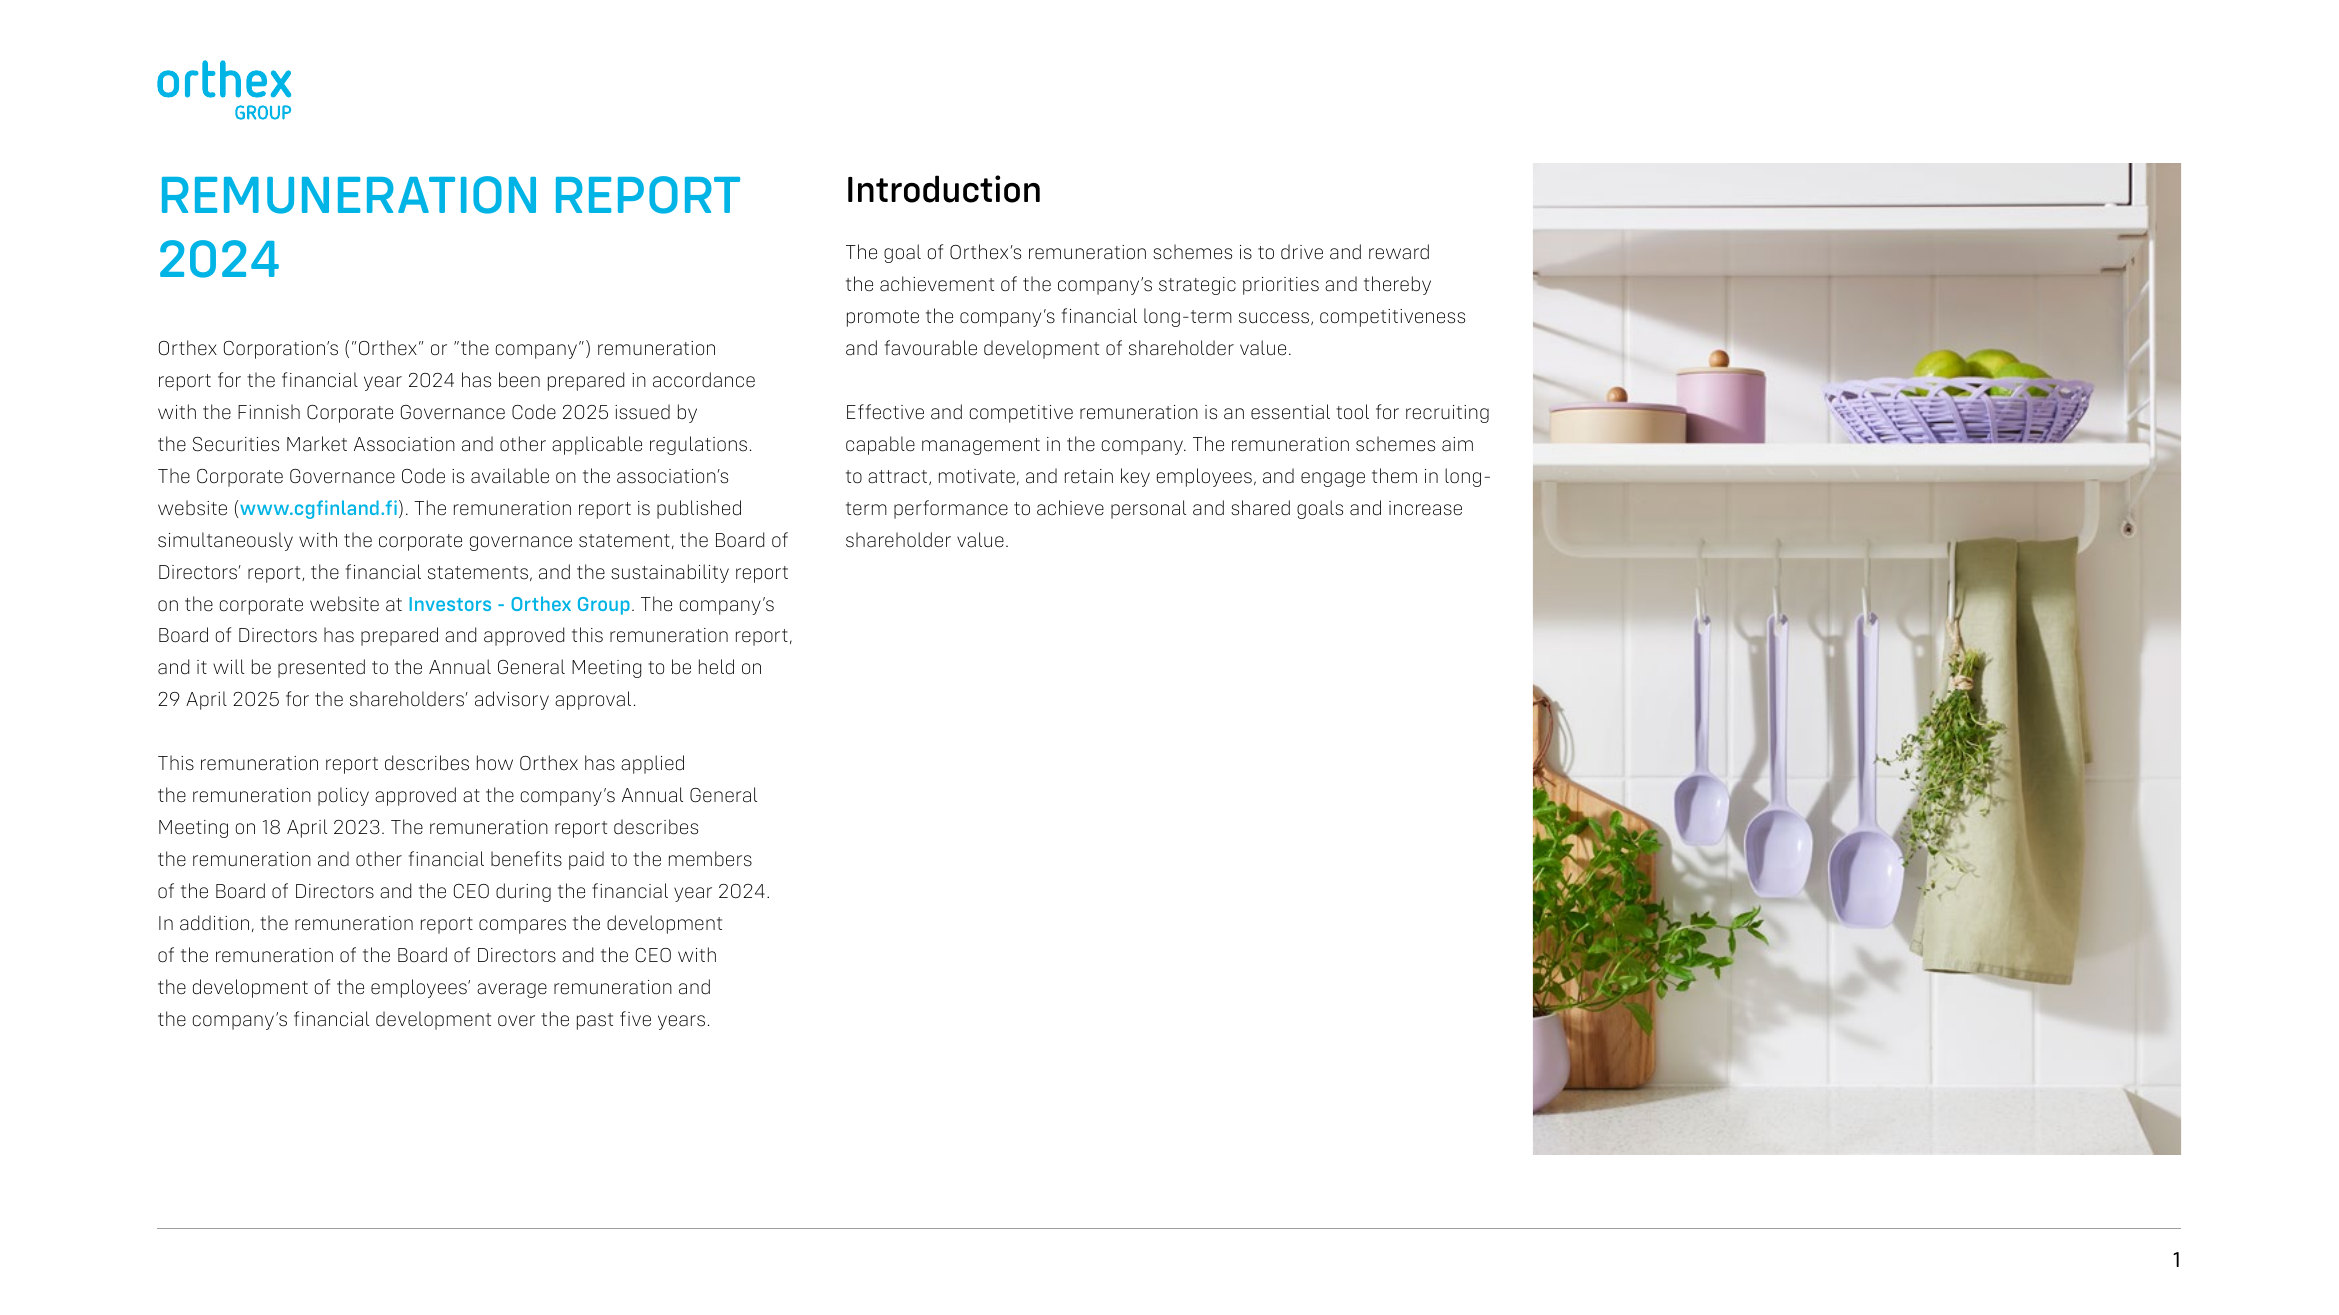 orthex
GROUP
REMUNERATION REPORT
2024
Orthex Corporation's ("Orthex" or "the company") remuneration
report for the financial year 2024 has been prepared in accordance
with the Finnish Corporate Governance Code 2025 issued by
the Securities Market Association and other applicable regulations.
The Corporate Governance Code is available on the association's
website (www.cgfinland.fi). The remuneration report is published
simultaneously with the corporate governance statement, the Board of
Directors' report, the financial statements, and the sustainability report
on the corporate website at Investors - Orthex Group. The company's
Board of Directors has prepared and approved this remuneration report,
and it will be presented to the Annual General Meeting to be held on
29 April 2025 for the shareholders' advisory approval.
This remuneration report describes how Orthex has applied
the remuneration policy approved at the company's Annual General
Meeting on 18 April 2023. The remuneration report describes
the remuneration and other financial benefits paid to the members
of the Board of Directors and the CEO during the financial year 2024.
In addition, the remuneration report compares the development
of the remuneration of the Board of Directors and the CEO with
the development of the employees' average remuneration and
the company's financial development over the past five years.
Introduction
The goal of Orthex's remuneration schemes is to drive and reward
the achievement of the company's strategic priorities and thereby
promote the company's financial long-term success, competitiveness
and favourable development of shareholder value.
Effective and competitive remuneration is an essential tool for recruiting
capable management in the company. The remuneration schemes aim
to attract, motivate, and retain key employees, and engage them in long-
term performance to achieve personal and shared goals and increase
shareholder value.
1